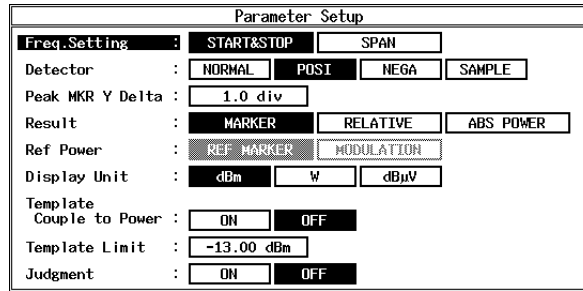 Parameter Setup
Freq.Setting : START&STOP SPAN
Detector : NORMAL POSI NEGA SAMPLE
Peak MKR Y Delta : 1.0 div
Result : MARKER RELATIVE ABS POWER
Ref Power : REF MARKER MODULATION
Display Unit : dBm W dBμV
Template
Couple to Power : ON OFF
Template Limit : -13.00 dBm
Judgment : ON OFF